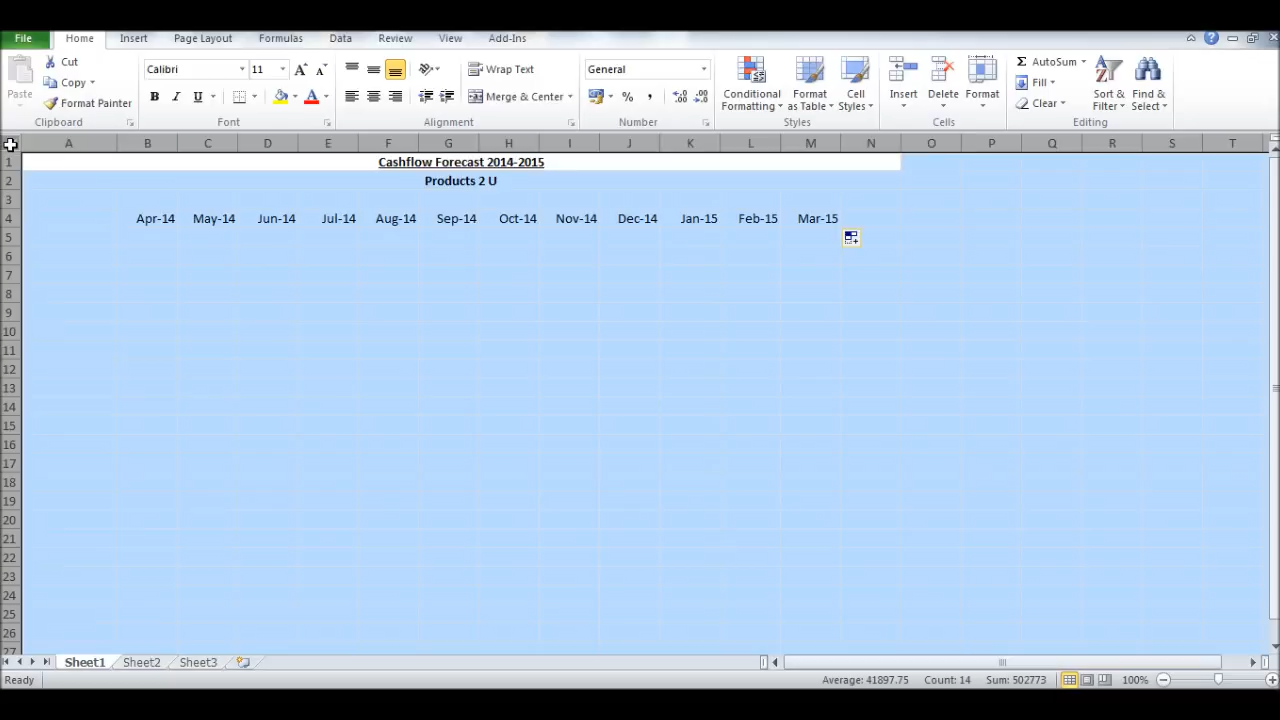 File Home Insert Page Layout Formulas Data Review View Add-Ins
Paste Cut Calibri 11 Wrap Text General Conditional Formatting Format as Table Cell Styles Insert Delete Format AutoSum Sort & Filter Find & Select
Copy Fill
Format Painter B I U A Merge & Center % , Clear
Clipboard Font Alignment Number Styles Cells Editing
A B C D E F G H I J K L M N O P Q R S T
1 Cashflow Forecast 2014-2015
2 Products 2 U
3
4 Apr-14 May-14 Jun-14 Jul-14 Aug-14 Sep-14 Oct-14 Nov-14 Dec-14 Jan-15 Feb-15 Mar-15
5
6
7
8
9
10
11
12
13
14
15
16
17
18
19
20
21
22
23
24
25
26
27
Sheet1 Sheet2 Sheet3
Ready Average: 41897.75 Count: 14 Sum: 502773 100%